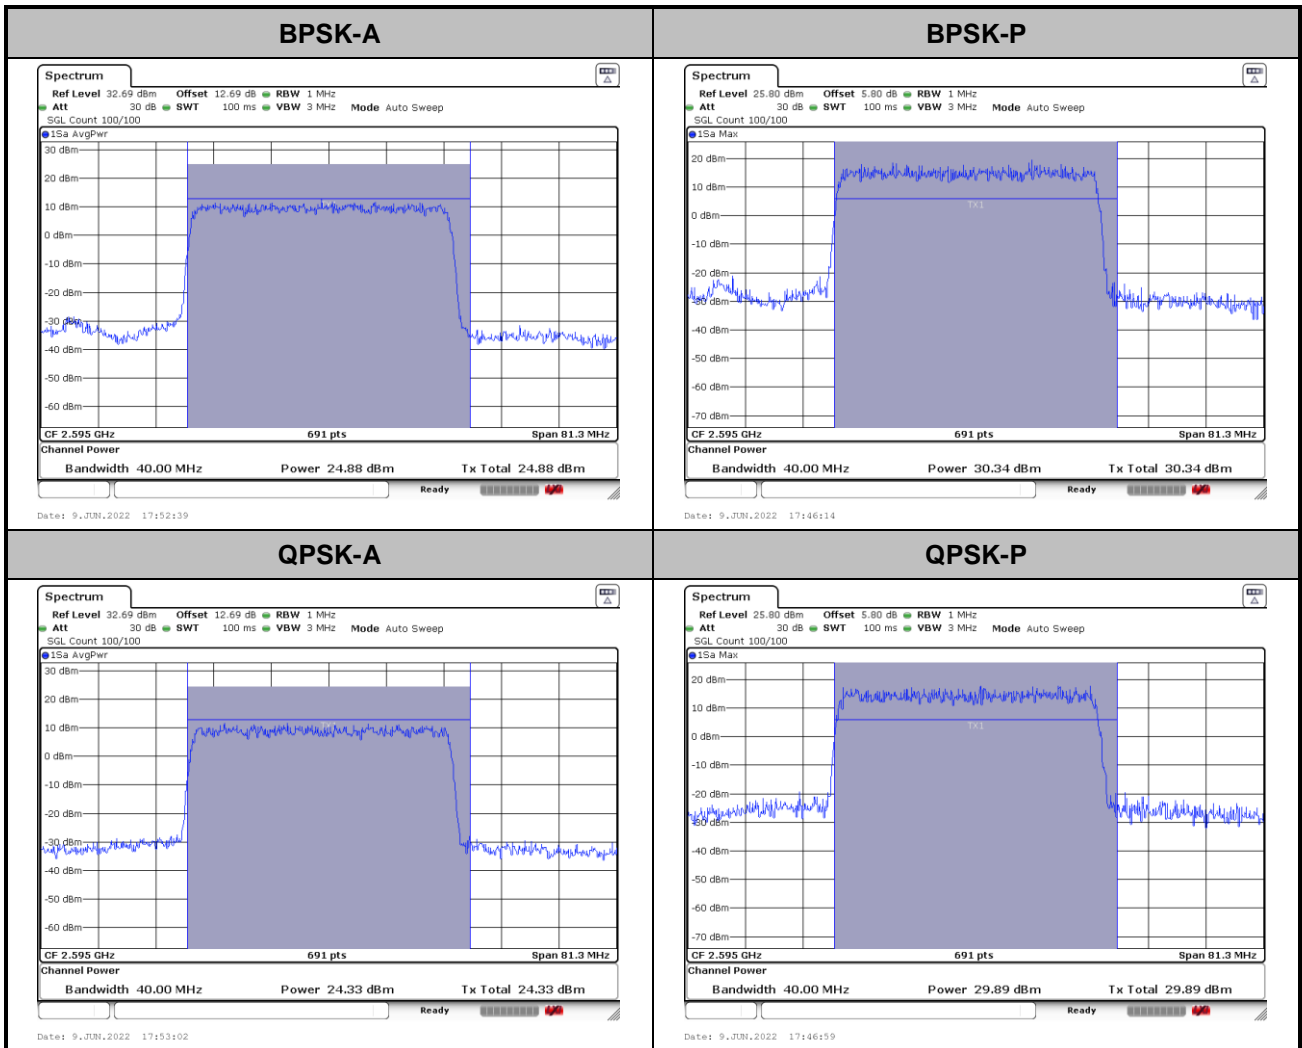 BPSK-A
BPSK-P
Spectrum
Ref Level 32.69 dBm Offset 12.69 dB RBW 1 MHz
Att 30 dB SWT 100 ms VBW 3 MHz Mode Auto Sweep
SGL Count 100/100
1Sa AvgPwr
30 dBm
20 dBm
10 dBm
0 dBm
-10 dBm
-20 dBm
-30 dBm
-40 dBm
-50 dBm
-60 dBm
CF 2.595 GHz 691 pts Span 81.3 MHz
Channel Power
Bandwidth 40.00 MHz Power 24.88 dBm Tx Total 24.88 dBm
Ready
Date: 9.JUN.2022 17:52:39
Spectrum
Ref Level 25.80 dBm Offset 5.80 dB RBW 1 MHz
Att 30 dB SWT 100 ms VBW 3 MHz Mode Auto Sweep
SGL Count 100/100
1Sa Max
20 dBm
10 dBm
TX1
0 dBm
-10 dBm
-20 dBm
-30 dBm
-40 dBm
-50 dBm
-60 dBm
-70 dBm
CF 2.595 GHz 691 pts Span 81.3 MHz
Channel Power
Bandwidth 40.00 MHz Power 30.34 dBm Tx Total 30.34 dBm
Ready
Date: 9.JUN.2022 17:46:14
QPSK-A
QPSK-P
Spectrum
Ref Level 32.69 dBm Offset 12.69 dB RBW 1 MHz
Att 30 dB SWT 100 ms VBW 3 MHz Mode Auto Sweep
SGL Count 100/100
1Sa AvgPwr
30 dBm
20 dBm
10 dBm
0 dBm
-10 dBm
-20 dBm
-30 dBm
-40 dBm
-50 dBm
-60 dBm
CF 2.595 GHz 691 pts Span 81.3 MHz
Channel Power
Bandwidth 40.00 MHz Power 24.33 dBm Tx Total 24.33 dBm
Ready
Date: 9.JUN.2022 17:53:02
Spectrum
Ref Level 25.80 dBm Offset 5.80 dB RBW 1 MHz
Att 30 dB SWT 100 ms VBW 3 MHz Mode Auto Sweep
SGL Count 100/100
1Sa Max
20 dBm
10 dBm
TX1
0 dBm
-10 dBm
-20 dBm
-30 dBm
-40 dBm
-50 dBm
-60 dBm
-70 dBm
CF 2.595 GHz 691 pts Span 81.3 MHz
Channel Power
Bandwidth 40.00 MHz Power 29.89 dBm Tx Total 29.89 dBm
Ready
Date: 9.JUN.2022 17:46:59